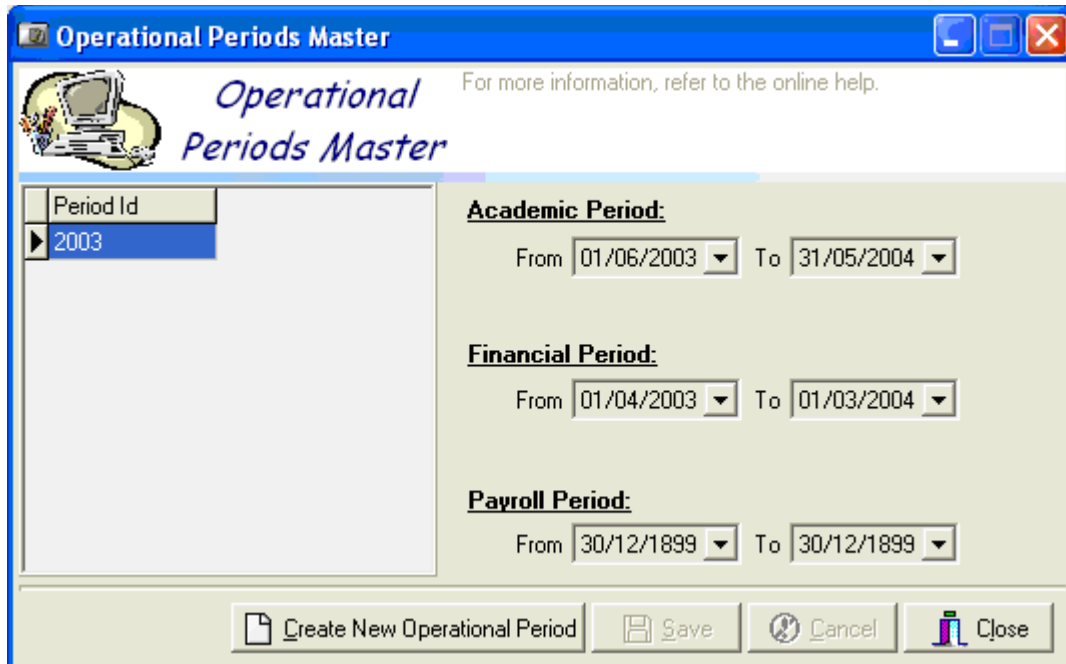 Operational Periods Master
Operational
Periods Master
For more information, refer to the online help.
Period Id
2003
Academic Period:
From 01/06/2003 To 31/05/2004
Financial Period:
From 01/04/2003 To 01/03/2004
Payroll Period:
From 30/12/1899 To 30/12/1899
Create New Operational Period Save Cancel Close